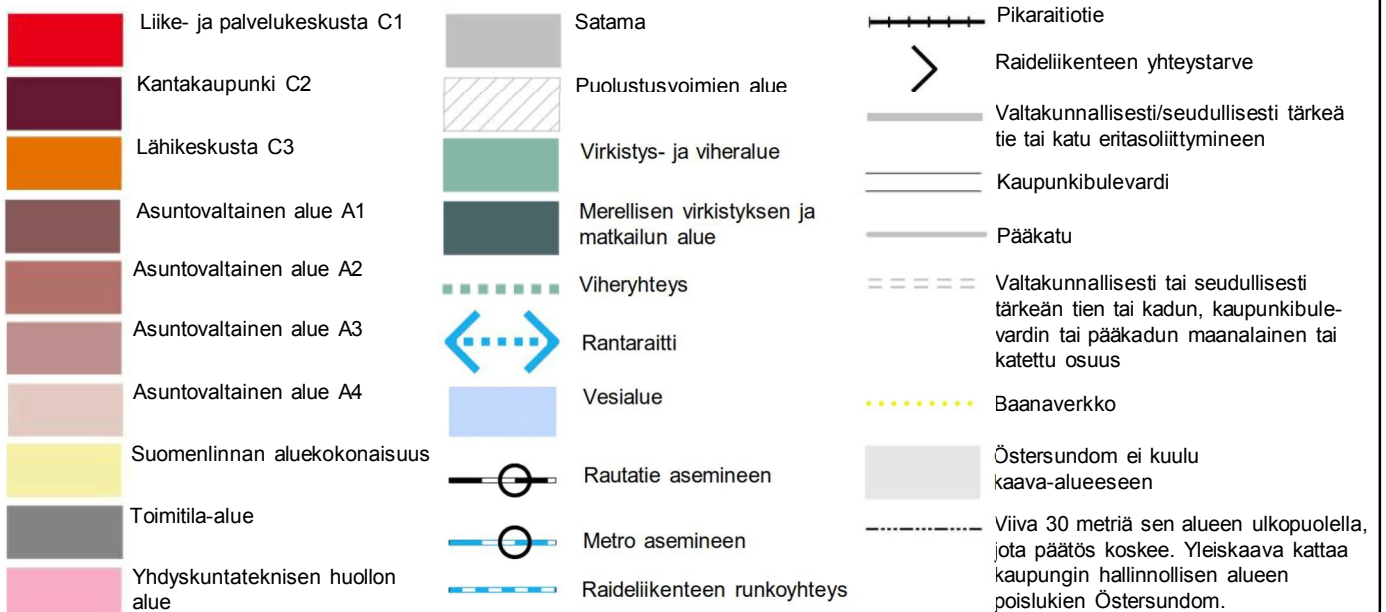 Liike- ja palvelukeskusta C1
Kantakaupunki C2
Lähikeskusta C3
Asuntovaltainen alue A1
Asuntovaltainen alue A2
Asuntovaltainen alue A3
Asuntovaltainen alue A4
Suomenlinnan aluekokonaisuus
Toimitila-alue
Yhdyskuntateknisen huollon
alue
Satama
Puolustusvoimien alue
Virkistys- ja viheralue
Merellisen virkistyksen ja
matkailun alue
Viheryhteys
Rantaraitti
Vesialue
Rautatie asemineen
Metro asemineen
Raideliikenteen runkoyhteys
Pikaraitiotie
Raideliikenteen yhteystarve
Valtakunnallisesti/seudullisesti tärkeä
tie tai katu eritasoliittymineen
Kaupunkibulevardi
Pääkatu
Valtakunnallisesti tai seudullisesti
tärkeän tien tai kadun, kaupunkibule-
vardin tai pääkadun maanalainen tai
katettu osuus
Baanaverkko
Östersundom ei kuulu
kaava-alueeseen
Viiva 30 metriä sen alueen ulkopuolella,
jota päätös koskee. Yleiskaava kattaa
kaupungin hallinnollisen alueen
poislukien Östersundom.